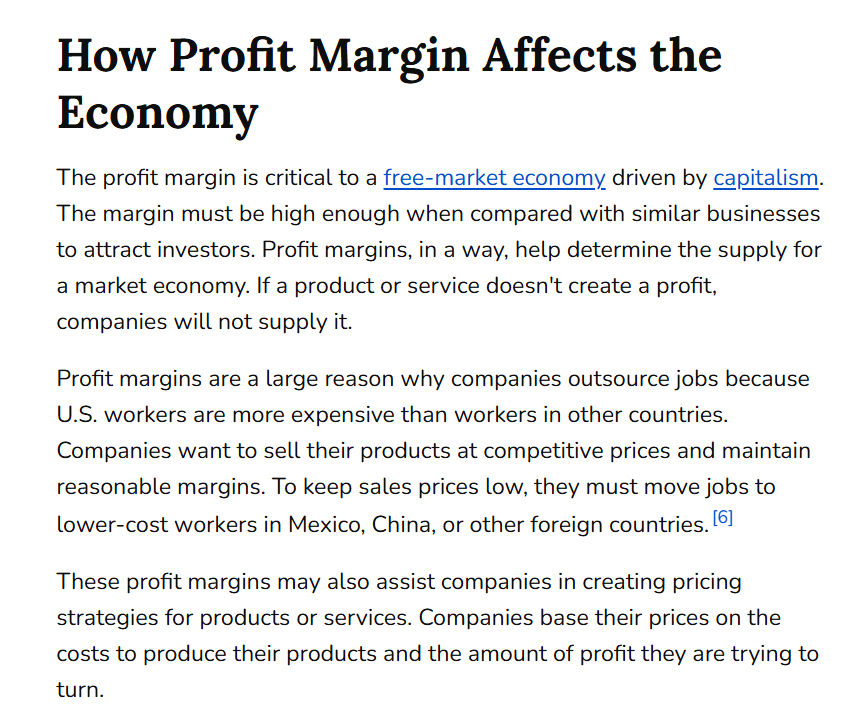 How Profit Margin Affects the
Economy
The profit margin is critical to a free-market economy driven by capitalism.
The margin must be high enough when compared with similar businesses
to attract investors. Profit margins, in a way, help determine the supply for
a market economy. If a product or service doesn't create a profit,
companies will not supply it.
Profit margins are a large reason why companies outsource jobs because
U.S. workers are more expensive than workers in other countries.
Companies want to sell their products at competitive prices and maintain
reasonable margins. To keep sales prices low, they must move jobs to
lower-cost workers in Mexico, China, or other foreign countries. [6]
These profit margins may also assist companies in creating pricing
strategies for products or services. Companies base their prices on the
costs to produce their products and the amount of profit they are trying to
turn.